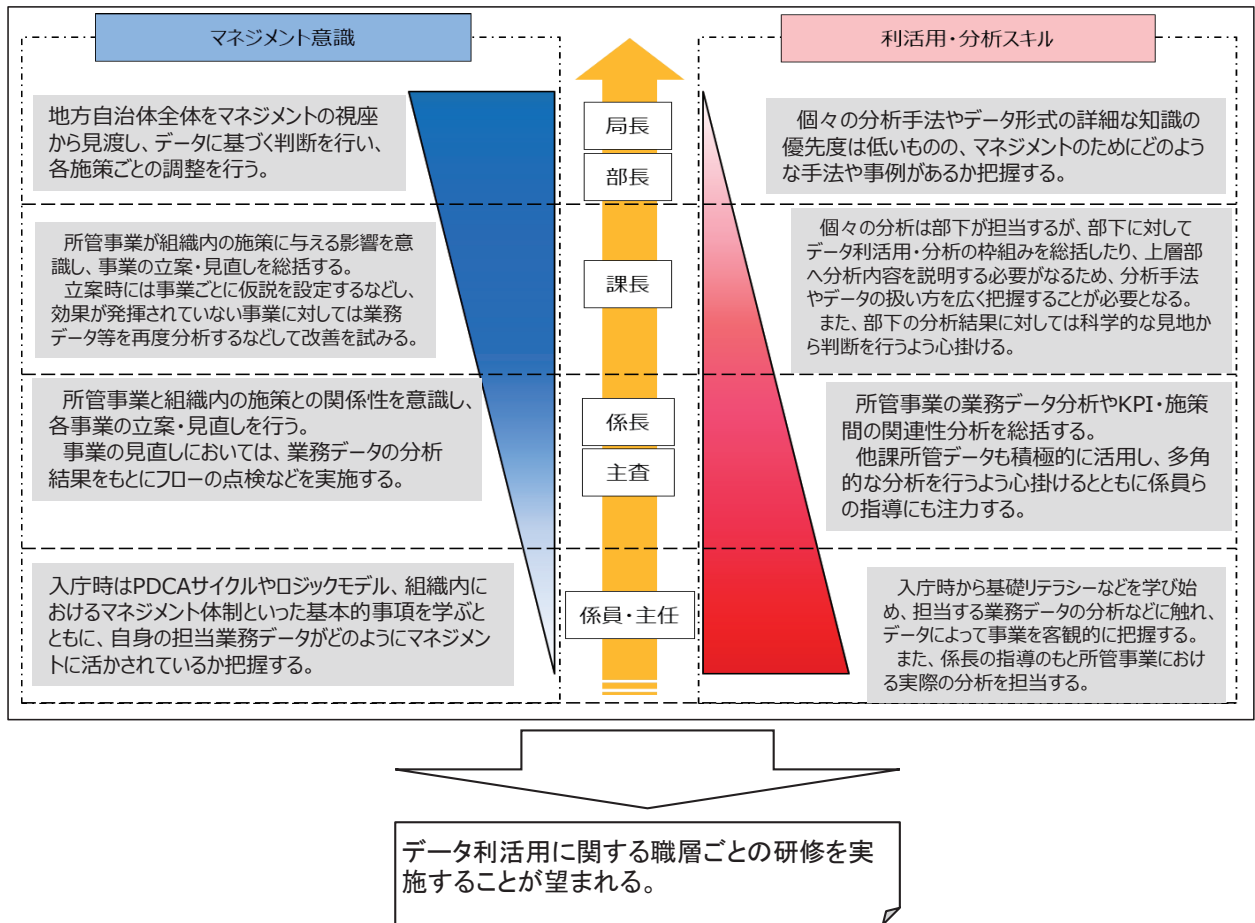 マネジメント意識
利活用・分析スキル
地方自治体全体をマネジメントの視座
から見渡し、データに基づく判断を行い、
各施策ごとの調整を行う。
局長
部長
個々の分析手法やデータ形式の詳細な知識の
優先度は低いものの、マネジメントのためにどのよう
な手法や事例があるか把握する。
所管事業が組織内の施策に与える影響を意
識し、事業の立案・見直しを総括する。
立案時には事業ごとに仮説を設定するなどし、
効果が発揮されていない事業に対しては業務
データ等を再度分析するなどして改善を試みる。
課長
個々の分析は部下が担当するが、部下に対して
データ利活用・分析の枠組みを総括したり、上層部
へ分析内容を説明する必要がなるため、分析手法
やデータの扱い方を広く把握することが必要となる。
また、部下の分析結果に対しては科学的な見地か
ら判断を行うよう心掛ける。
所管事業と組織内の施策との関係性を意識し、
各事業の立案・見直しを行う。
事業の見直しにおいては、業務データの分析
結果をもとにフローの点検などを実施する。
係長
主査
所管事業の業務データ分析やKPI・施策
間の関連性分析を総括する。
他課所管データも積極的に活用し、多角
的な分析を行うよう心掛けるとともに係員ら
の指導にも注力する。
入庁時はPDCAサイクルやロジックモデル、組織内に
おけるマネジメント体制といった基本的事項を学ぶと
ともに、自身の担当業務データがどのようにマネジメン
トに活かされているか把握する。
係員・主任
入庁時から基礎リテラシーなどを学び始
め、担当する業務データの分析などに触れ、
データによって事業を客観的に把握する。
また、係長の指導のもと所管事業におけ
る実際の分析を担当する。
データ利活用に関する職層ごとの研修を実
施することが望まれる。